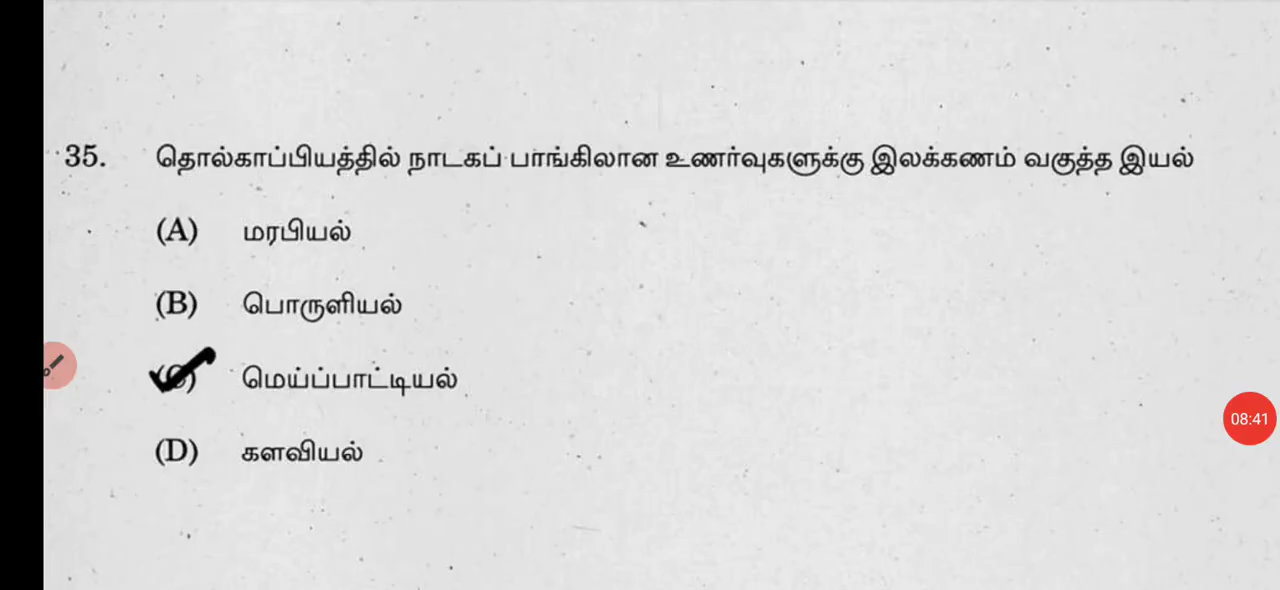 35. தொல்காப்பியத்தில் நாடகப் பாங்கிலான உணர்வுகளுக்கு இலக்கணம் வகுத்த இயல்
(A) மரபியல்
(B) பொருளியல்
(C) மெய்ப்பாட்டியல்
08:41
(D) களவியல்